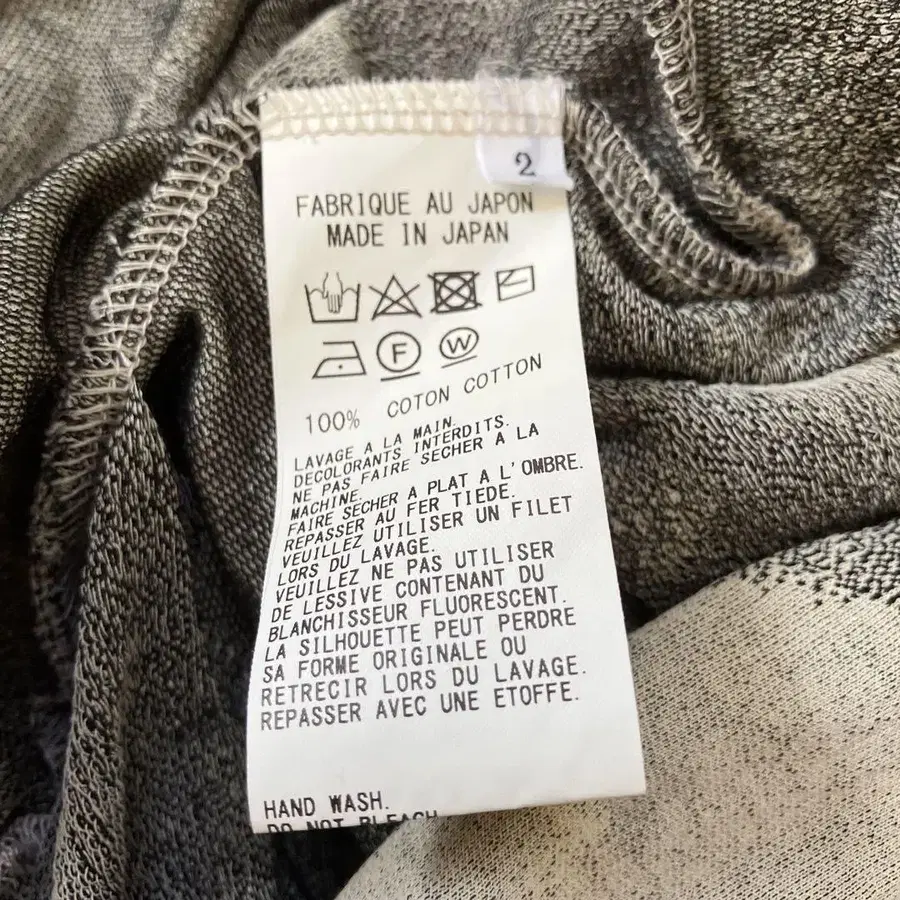 2
FABRIQUE AU JAPON
MADE IN JAPAN
F W
100% COTON COTTON
LAVAGE A LA MAIN.
DECOLORANTS INTERDITS.
NE PAS FAIRE SECHER A LA
MACHINE.
FAIRE SECHER A PLAT A L'OMBRE.
REPASSER AU FER TIEDE.
VEUILLEZ UTILISER UN FILET
LORS DU LAVAGE.
VEUILLEZ NE PAS UTILISER
DE LESSIVE CONTENANT DU
BLANCHISSEUR FLUORESCENT.
LA SILHOUETTE PEUT PERDRE
SA FORME ORIGINALE OU
RETRECIR LORS DU LAVAGE.
REPASSER AVEC UNE ETOFFE.
HAND WASH.
DO NOT BLEACH